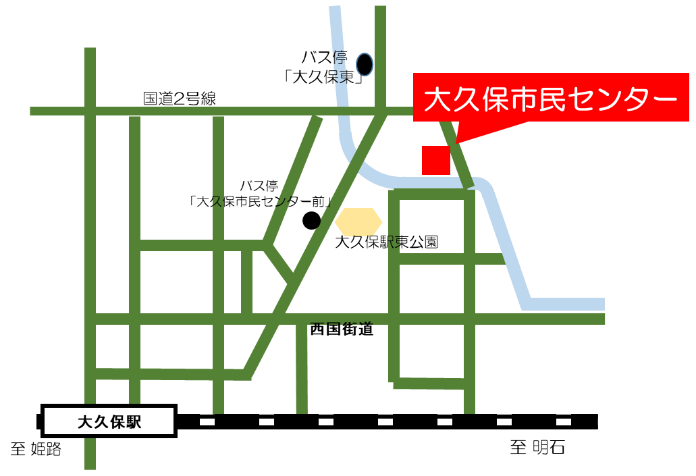 バス停
「大久保東」
大久保市民センター
国道2号線
バス停
「大久保市民センター前」
大久保駅東公園
西国街道
大久保駅
至 姫路
至 明石